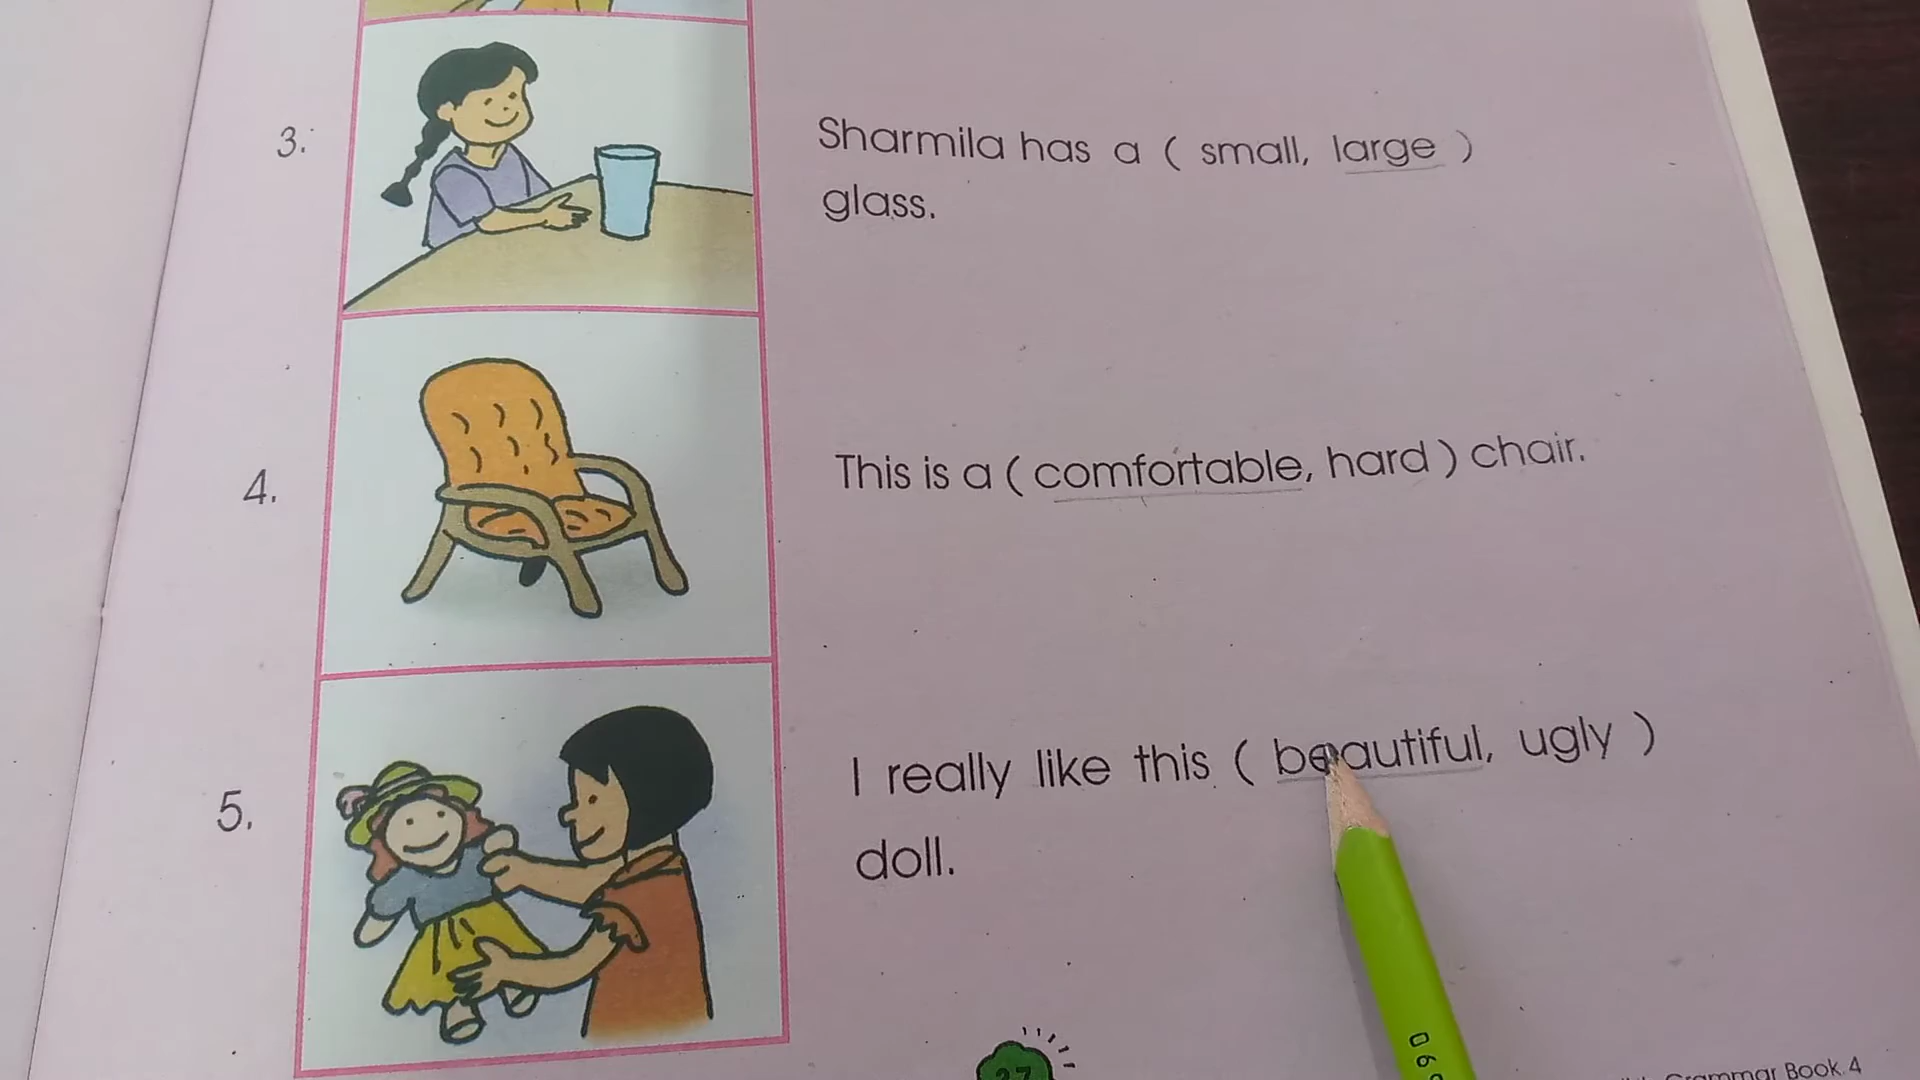 3.
Sharmila has a ( small, large )
glass.
4.
This is a ( comfortable, hard ) chair.
5.
I really like this ( beautiful, ugly )
doll.
27
Grammar Book 4